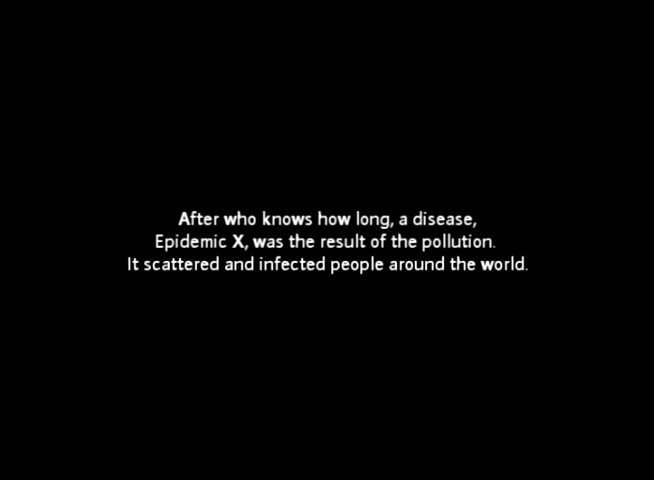 After who knows how long, a disease,
Epidemic X, was the result of the pollution.
It scattered and infected people around the world.